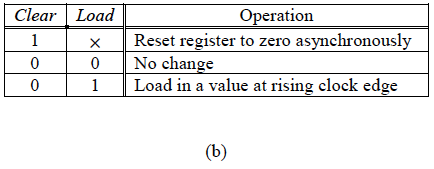 Clear Load Operation
1 × Reset register to zero asynchronously
0 0 No change
0 1 Load in a value at rising clock edge
(b)